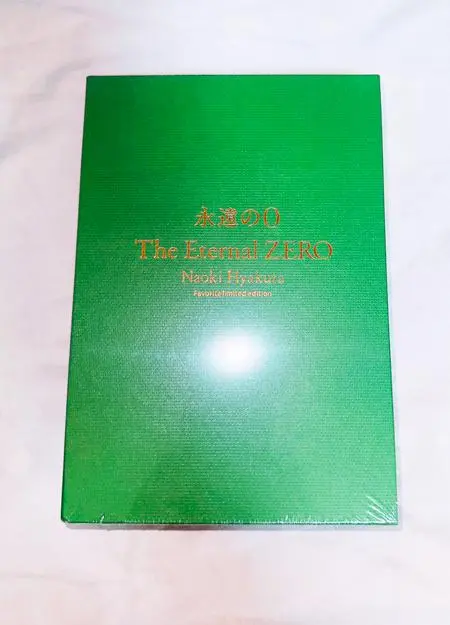 永遠の0
The Eternal ZERO
Naoki Hyakuta
Favorite limited edition